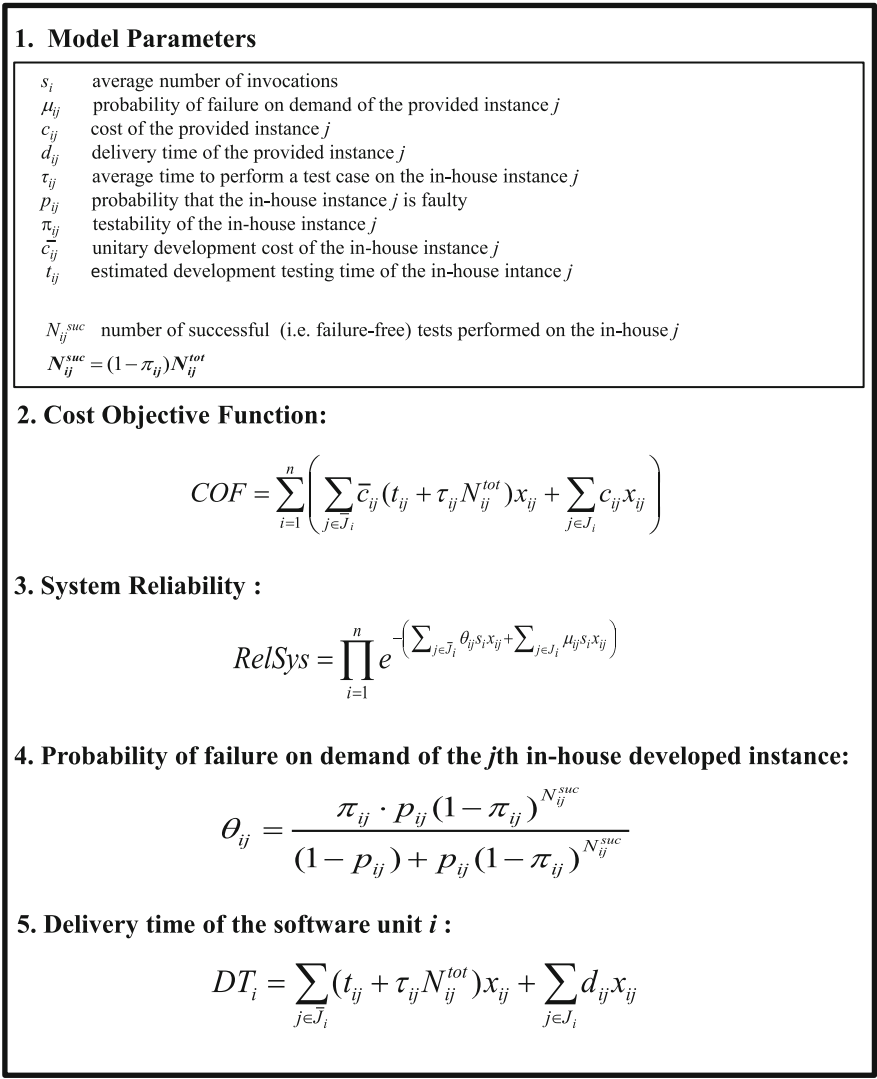 1. Model Parameters
s_i average number of invocations
μ_ij probability of failure on demand of the provided instance j
c_ij cost of the provided instance j
d_ij delivery time of the provided instance j
τ_ij average time to perform a test case on the in-house instance j
p_ij probability that the in-house instance j is faulty
π_ij testability of the in-house instance j
c̄_ij unitary development cost of the in-house instance j
t_ij estimated development testing time of the in-house intance j
N_ij^suc number of successful (i.e. failure-free) tests performed on the in-house j
N_ij^suc = (1−π_ij)N_ij^tot
2. Cost Objective Function:
COF = ∑_{i=1}^{n} ( ∑_{j∈J̄_i} c̄_ij (t_ij + τ_ij N_ij^tot) x_ij + ∑_{j∈J_i} c_ij x_ij )
3. System Reliability :
RelSys = ∏_{i=1}^{n} e^{−(∑_{j∈J̄_i} θ_ij s_i x_ij + ∑_{j∈J_i} μ_ij s_i x_ij)}
4. Probability of failure on demand of the jth in-house developed instance:
θ_ij = \frac{π_ij · p_ij (1−π_ij)^{N_ij^suc}}{(1−p_ij) + p_ij (1−π_ij)^{N_ij^suc}}
5. Delivery time of the software unit i :
DT_i = ∑_{j∈J̄_i} (t_ij + τ_ij N_ij^tot) x_ij + ∑_{j∈J_i} d_ij x_ij